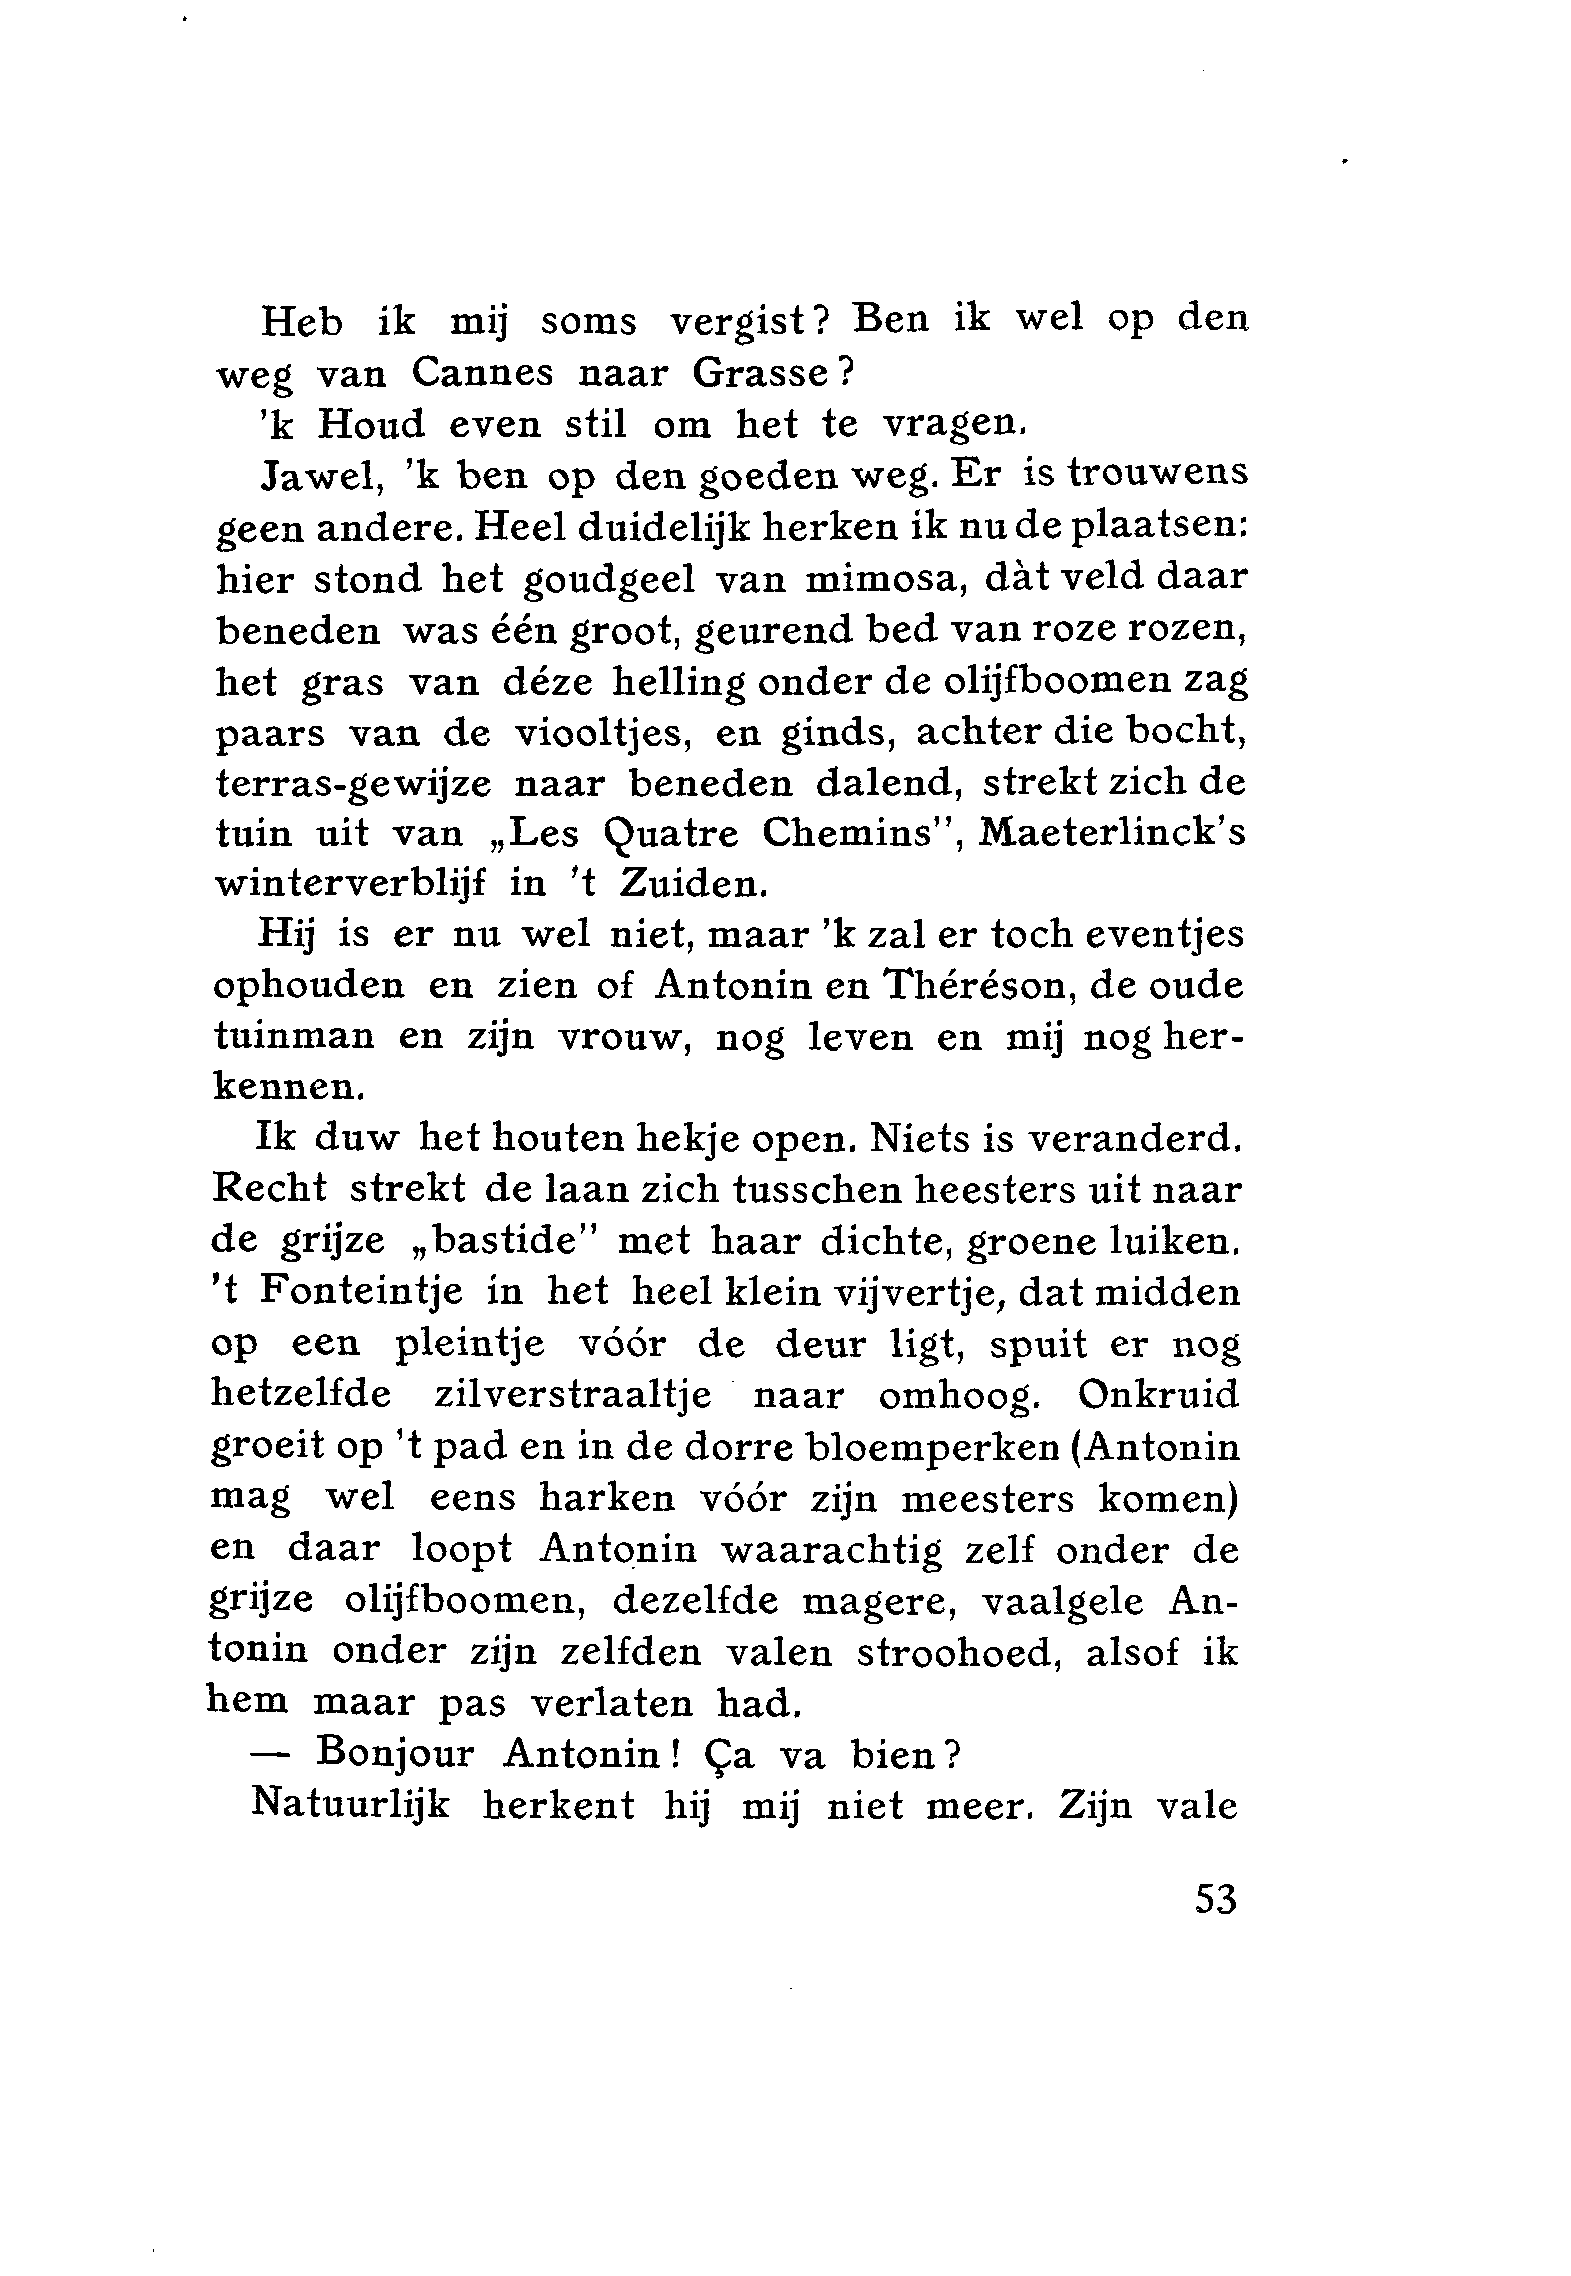 Heb ik mij soms vergist? Ben ik wel op den
weg van Cannes naar Grasse?
'k Houd even stil om het te vragen.
Jawel, 'k ben op den goeden weg. Er is trouwens
geen andere. Heel duidelijk herken ik nu de plaatsen:
hier stond het goudgeel van mimosa, dàt veld daar
beneden was één groot, geurend bed van roze rozen,
het gras van déze helling onder de olijfboomen zag
paars van de viooltjes, en ginds, achter die bocht,
terras-gewijze naar beneden dalend, strekt zich de
tuin uit van „Les Quatre Chemins”, Maeterlinck's
winterverblijf in 't Zuiden.
Hij is er nu wel niet, maar 'k zal er toch eventjes
ophouden en zien of Antonin en Théréson, de oude
tuinman en zijn vrouw, nog leven en mij nog her-
kennen.
Ik duw het houten hekje open. Niets is veranderd.
Recht strekt de laan zich tusschen heesters uit naar
de grijze „bastide” met haar dichte, groene luiken.
't Fonteintje in het heel klein vijvertje, dat midden
op een pleintje vóór de deur ligt, spuit er nog
hetzelfde zilverstraaltje naar omhoog. Onkruid
groeit op 't pad en in de dorre bloemperken (Antonin
mag wel eens harken vóór zijn meesters komen)
en daar loopt Antonin waarachtig zelf onder de
grijze olijfboomen, dezelfde magere, vaalgele An-
tonin onder zijn zelfden valen stroohoed, alsof ik
hem maar pas verlaten had.
— Bonjour Antonin! Ça va bien?
Natuurlijk herkent hij mij niet meer. Zijn vale
53